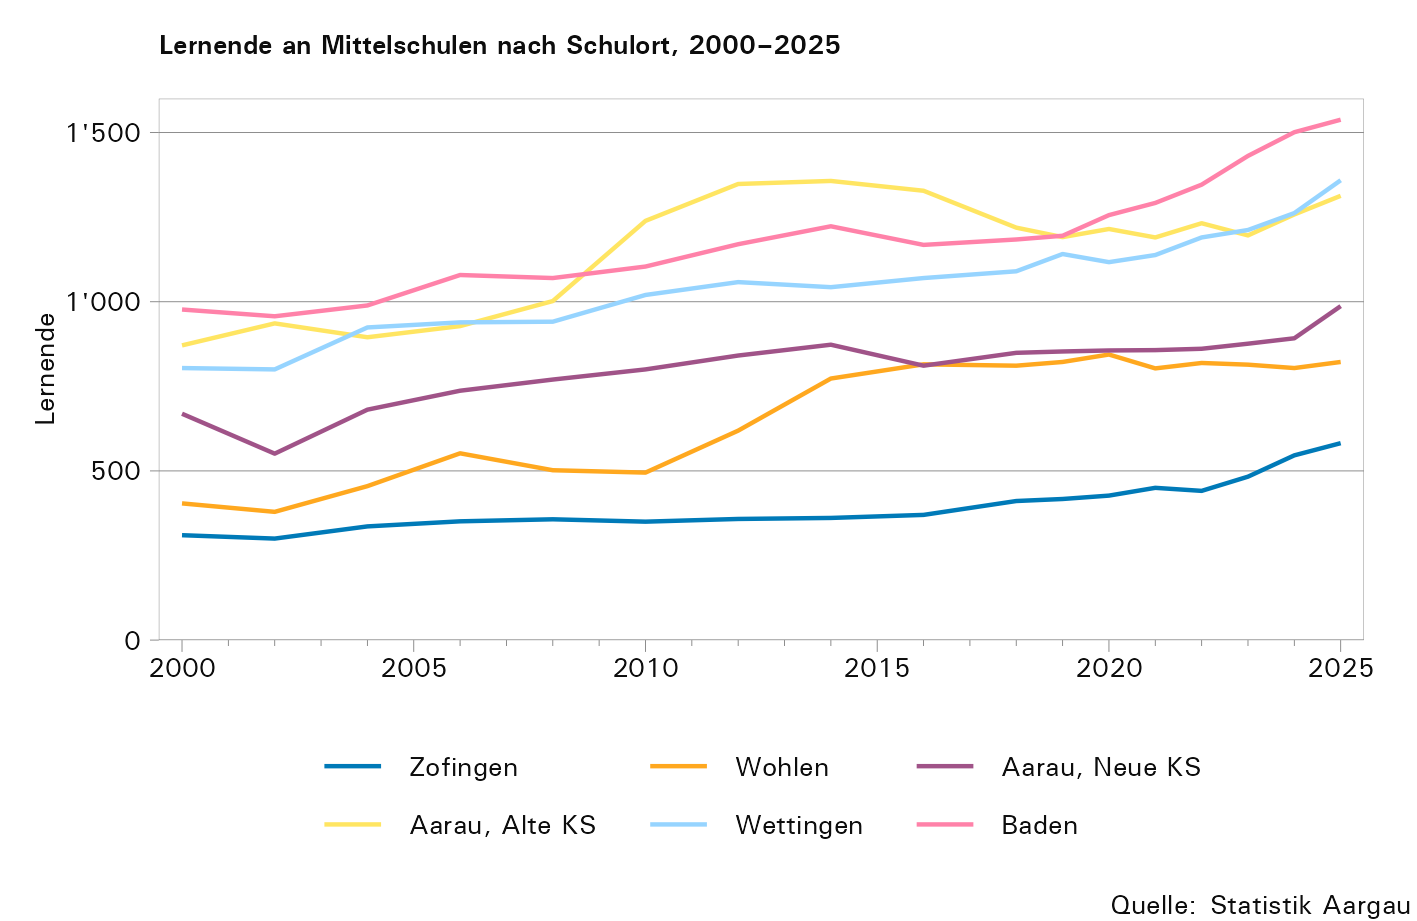 Lernende an Mittelschulen nach Schulort, 2000–2025
1'500
1'000
500
0
Lernende
2000 2005 2010 2015 2020 2025
Zofingen Wohlen Aarau, Neue KS
Aarau, Alte KS Wettingen Baden
Quelle: Statistik Aargau